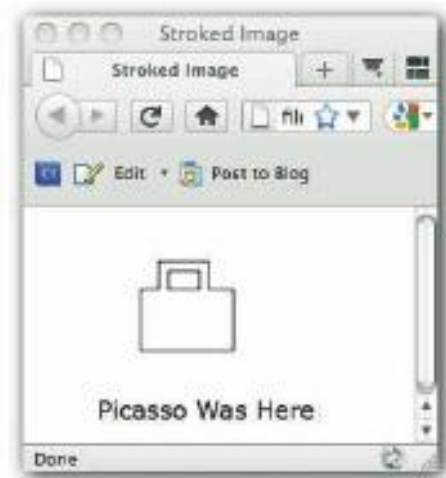 Stroked Image
Stroked Image
Edit Post to Blog
Picasso Was Here
Done